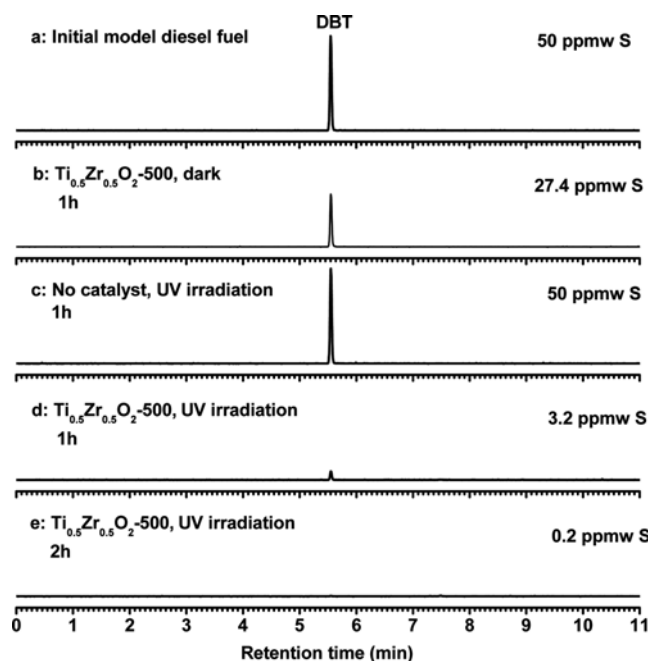 DBT
a: Initial model diesel fuel
50 ppmw S
b: Ti₀.₅Zr₀.₅O₂-500, dark
27.4 ppmw S
1h
c: No catalyst, UV irradiation
50 ppmw S
1h
d: Ti₀.₅Zr₀.₅O₂-500, UV irradiation
3.2 ppmw S
1h
e: Ti₀.₅Zr₀.₅O₂-500, UV irradiation
0.2 ppmw S
2h
0 1 2 3 4 5 6 7 8 9 10 11
Retention time (min)